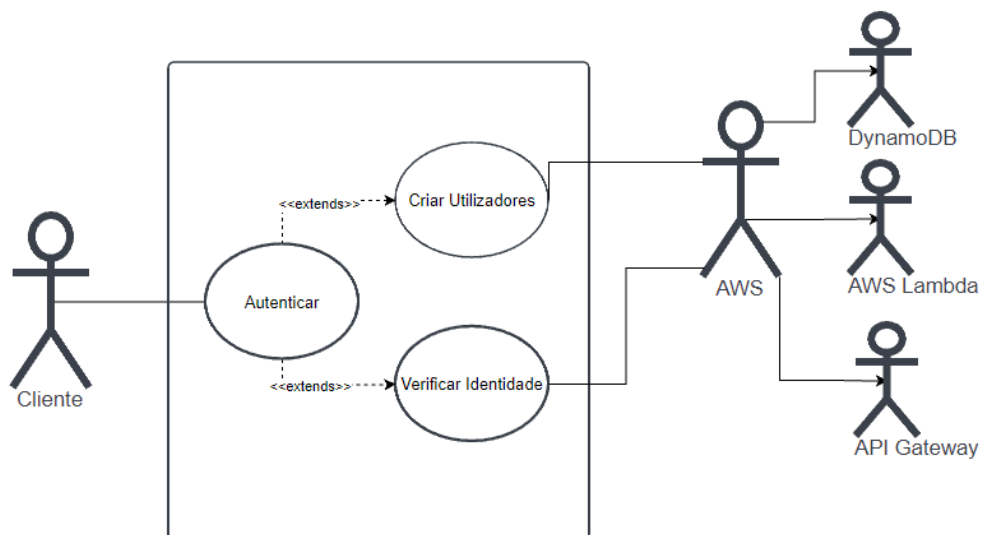 DynamoDB
Criar Utilizadores
<<extends>>
AWS
AWS Lambda
Autenticar
Cliente
<<extends>>
Verificar Identidade
API Gateway